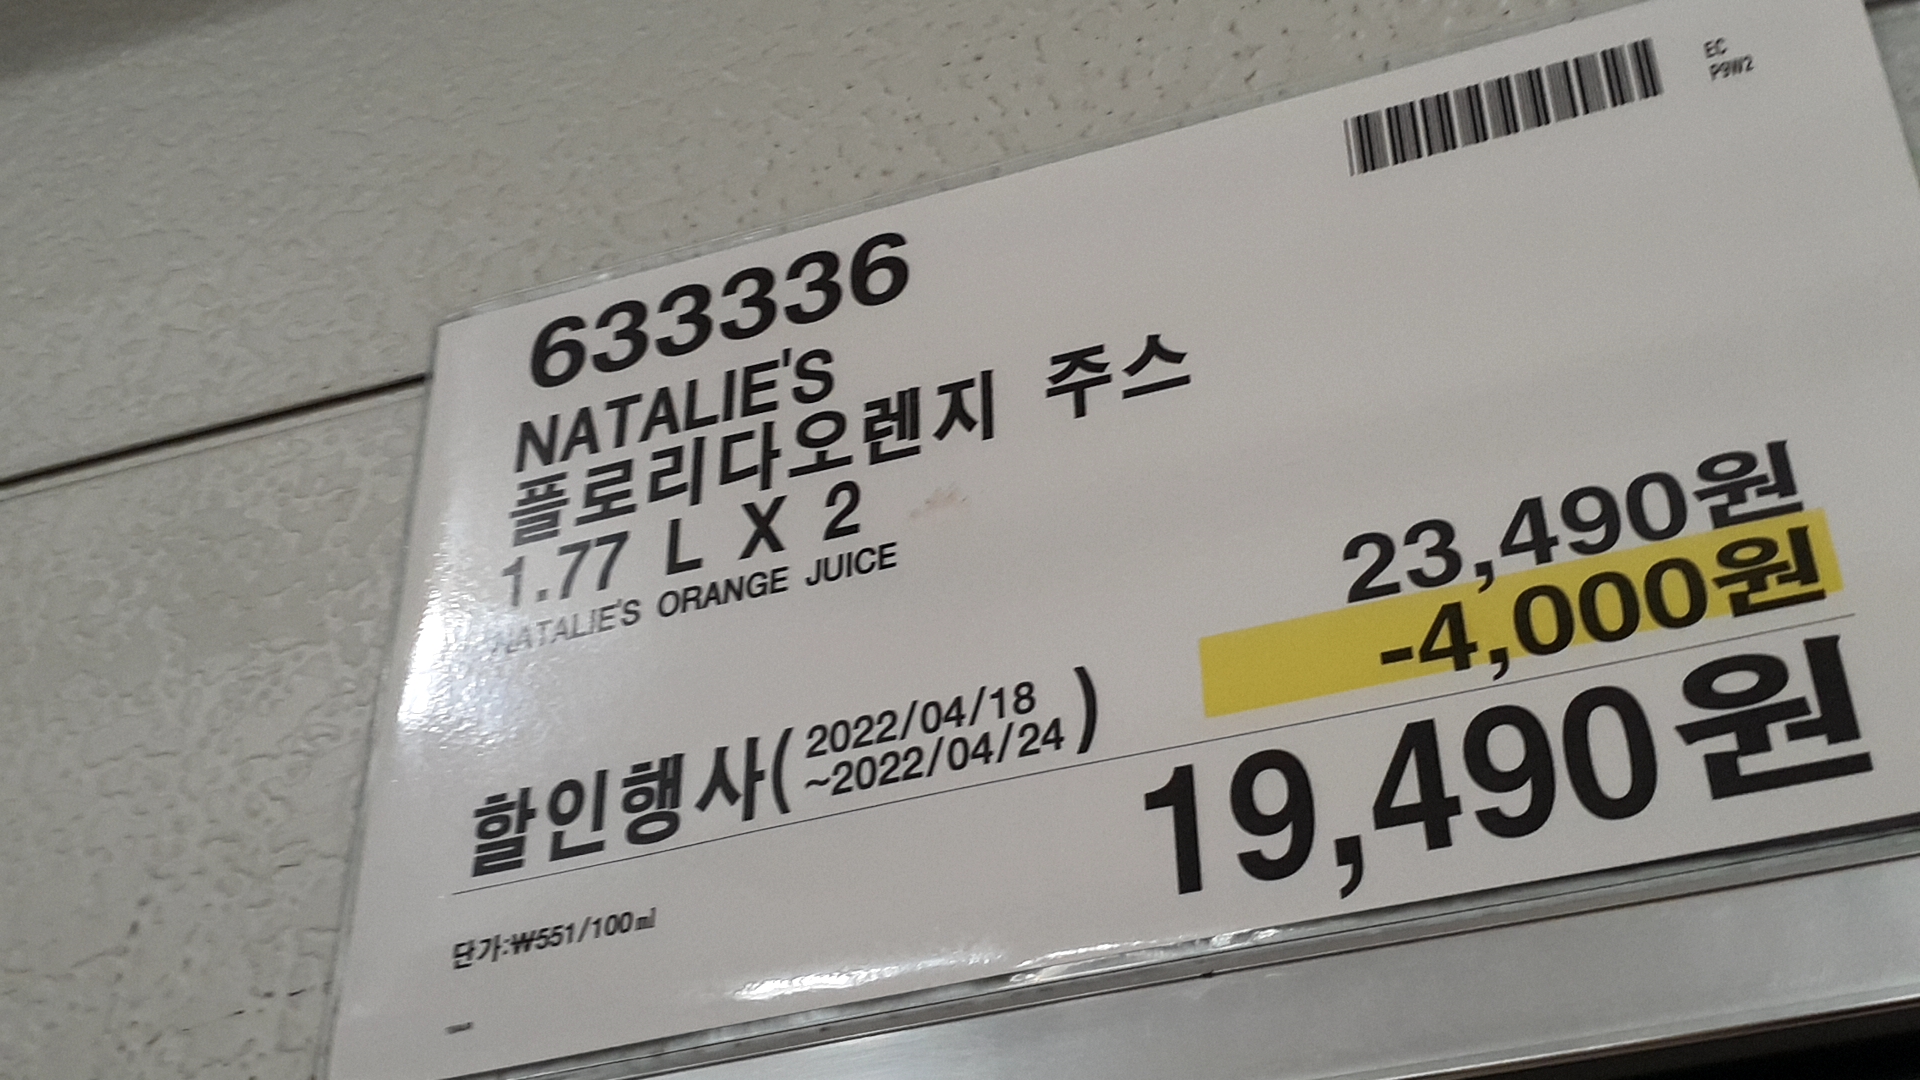 EC
P9W2
633336
NATALIE'S
플로리다오렌지 주스
1.77 L X 2
NATALIE'S ORANGE JUICE
23,490원
-4,000원
할인행사( 2022/04/18
~2022/04/24 )
19,490원
단가:₩551/100㎖